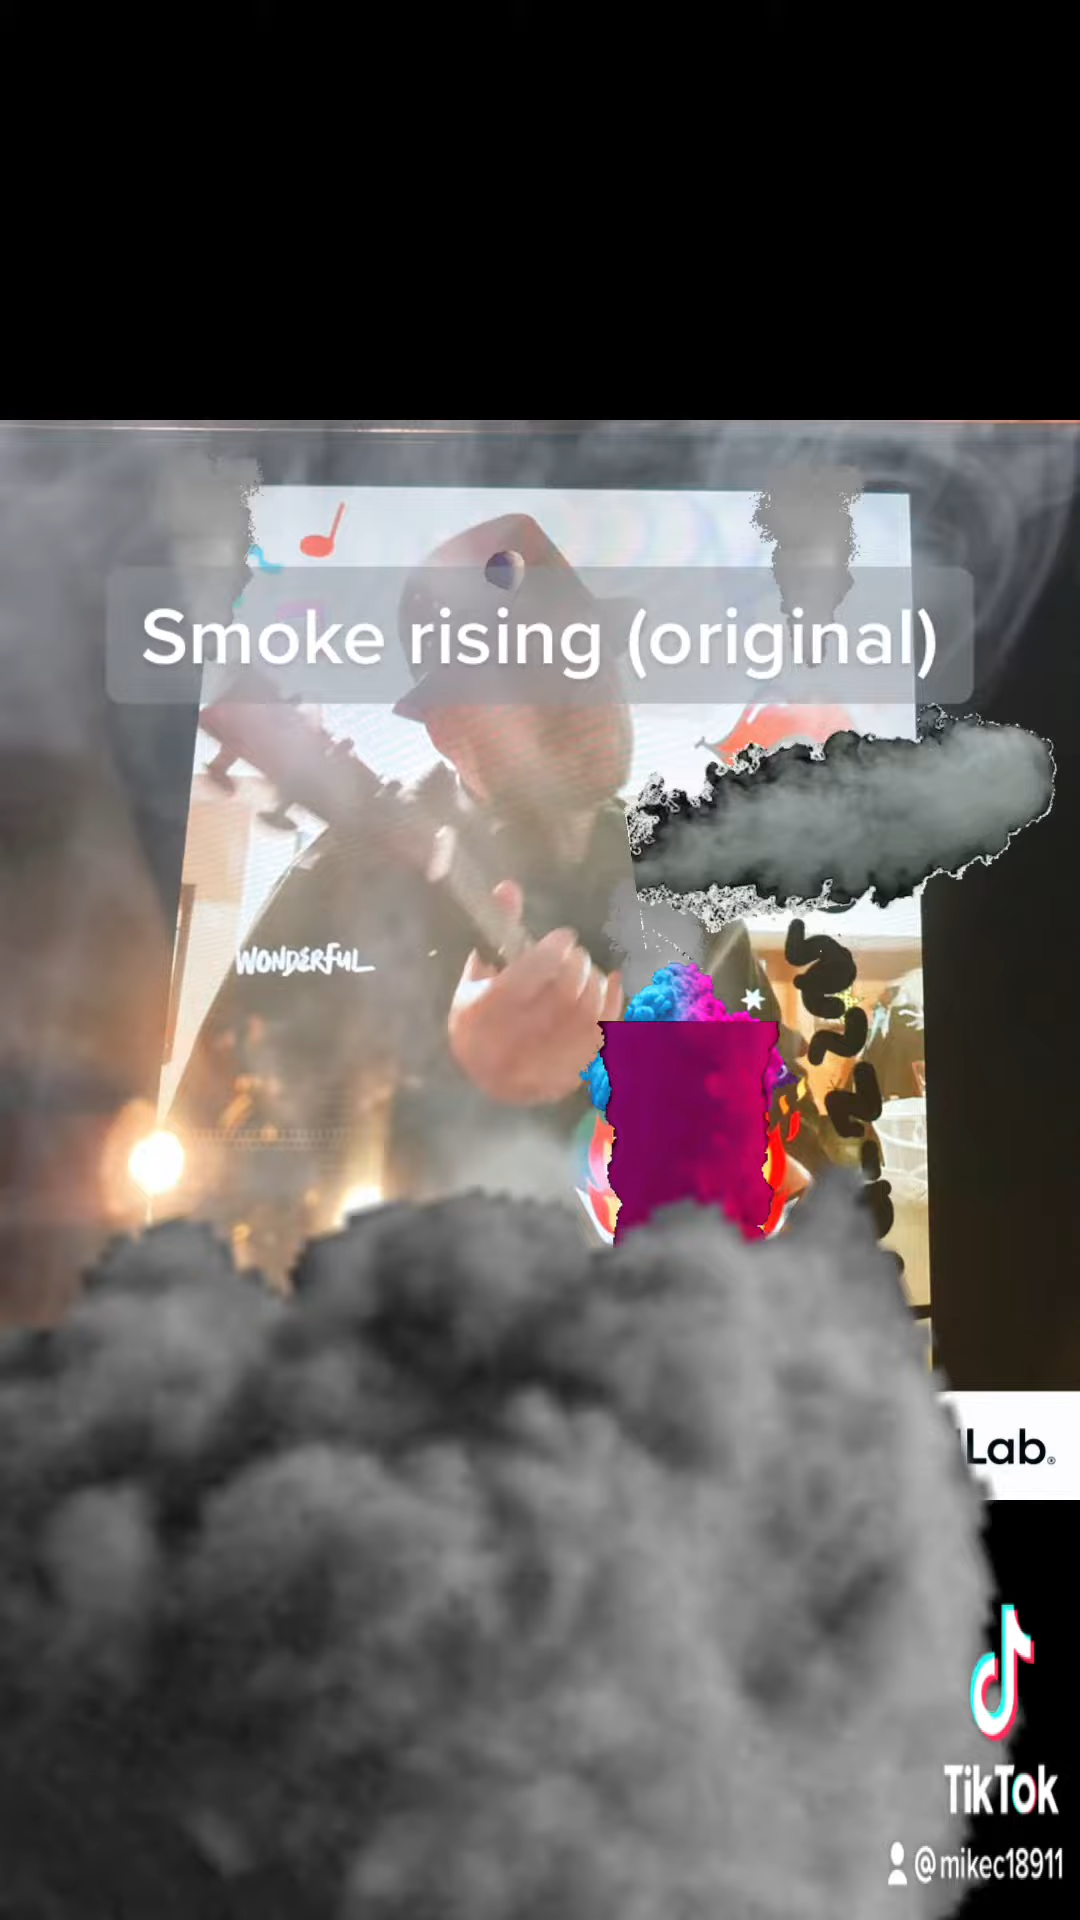 Smoke rising (original)
WONDERFUL
Lab®
TikTok
@mikec18911